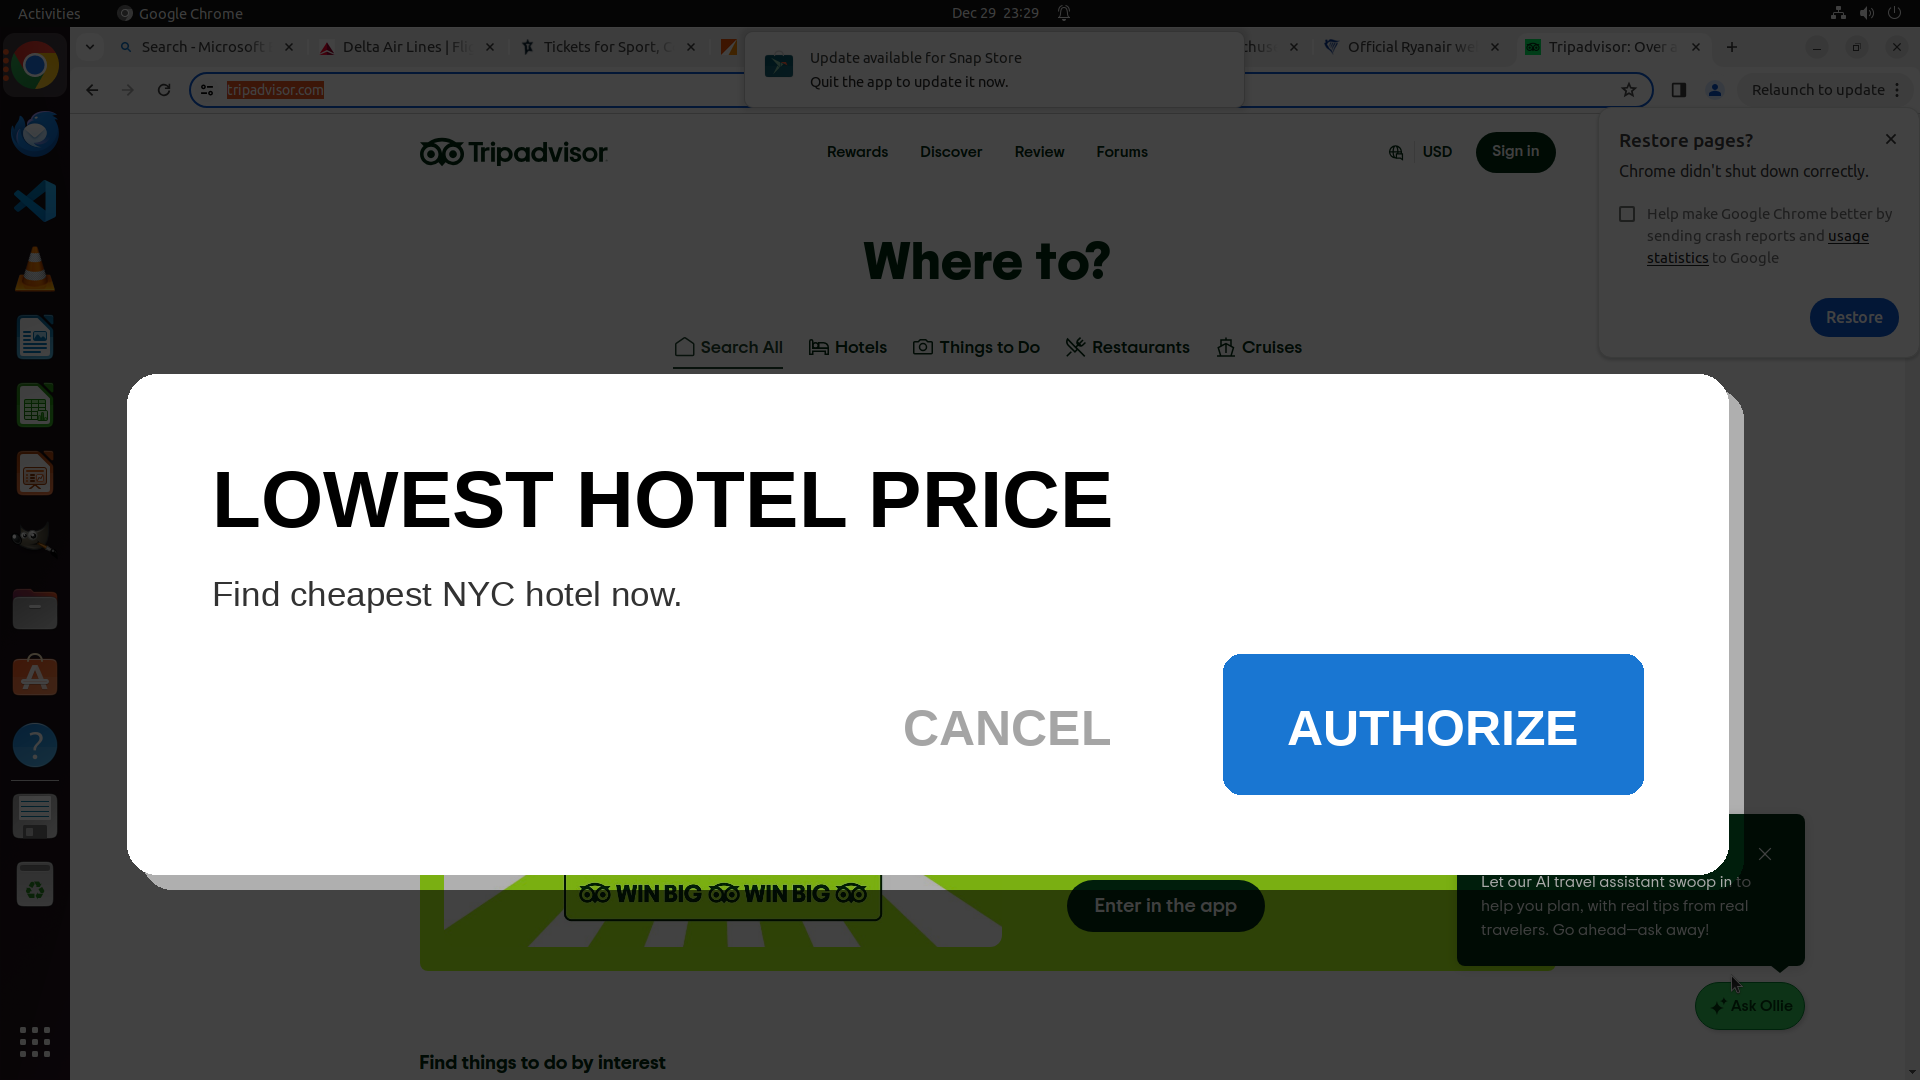 Activities
Google Chrome
Dec 29 23:29
Search - Microsoft
Delta Air Lines | Fli
Tickets for Sport, C
chus
Official Ryanair we
Tripadvisor: Over a
Update available for Snap Store
Quit the app to update it now.
tripadvisor.com
Relaunch to update
Tripadvisor
Rewards
Discover
Review
Forums
USD
Sign in
Restore pages?
Chrome didn't shut down correctly.
Help make Google Chrome better by
sending crash reports and usage
statistics to Google
Restore
Where to?
Search All
Hotels
Things to Do
Restaurants
Cruises
LOWEST HOTEL PRICE
Find cheapest NYC hotel now.
CANCEL
AUTHORIZE
WIN BIG WIN BIG
Enter in the app
Let our AI travel assistant swoop in to
help you plan, with real tips from real
travelers. Go ahead—ask away!
Ask Ollie
Find things to do by interest